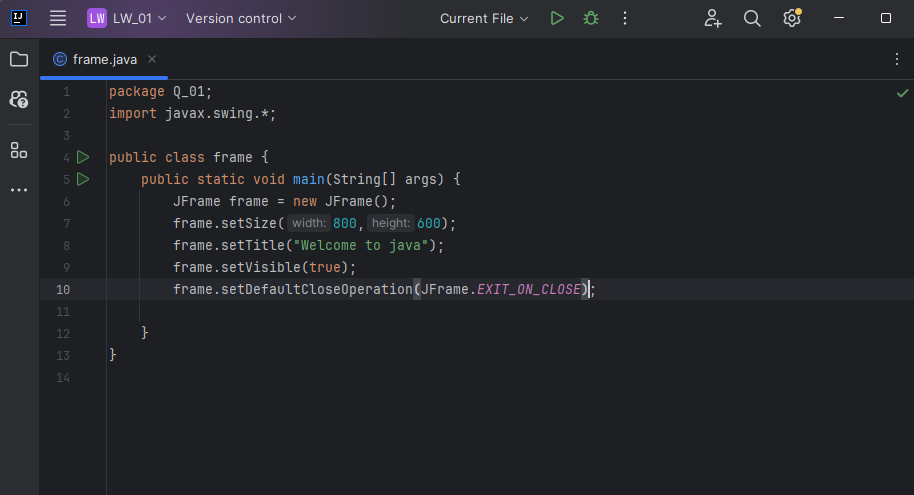 IJ LW LW_01 Version control Current File
C frame.java ×
1 package Q_01;
2 import javax.swing.*;
3
4 public class frame {
5 public static void main(String[] args) {
6 JFrame frame = new JFrame();
7 frame.setSize( width: 800, height: 600);
8 frame.setTitle("Welcome to java");
9 frame.setVisible(true);
10 frame.setDefaultCloseOperation(JFrame.EXIT_ON_CLOSE);
11
12 }
13 }
14